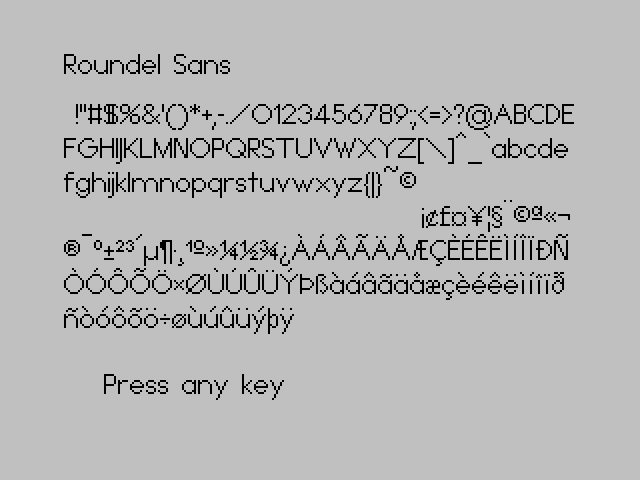 Roundel Sans
!"#$%&'()*+,-./0123456789:;<=>?@ABCDE
FGHIJKLMNOPQRSTUVWXYZ[\]^_`abcde
fghijklmnopqrstuvwxyz{|}~©
¡¢£¤¥¦§¨©ª«¬
®¯º±²³´µ¶·¸¹º»¼½¾¿ÀÁÂÃÄÅÆÇÈÉÊËÌÍÎÏÐÑ
ÒÓÔÕÖ×ØÙÚÛÜÝÞßàáâãäåæçèéêëìíîïð
ñòóôõö÷øùúûüýþÿ
Press any key